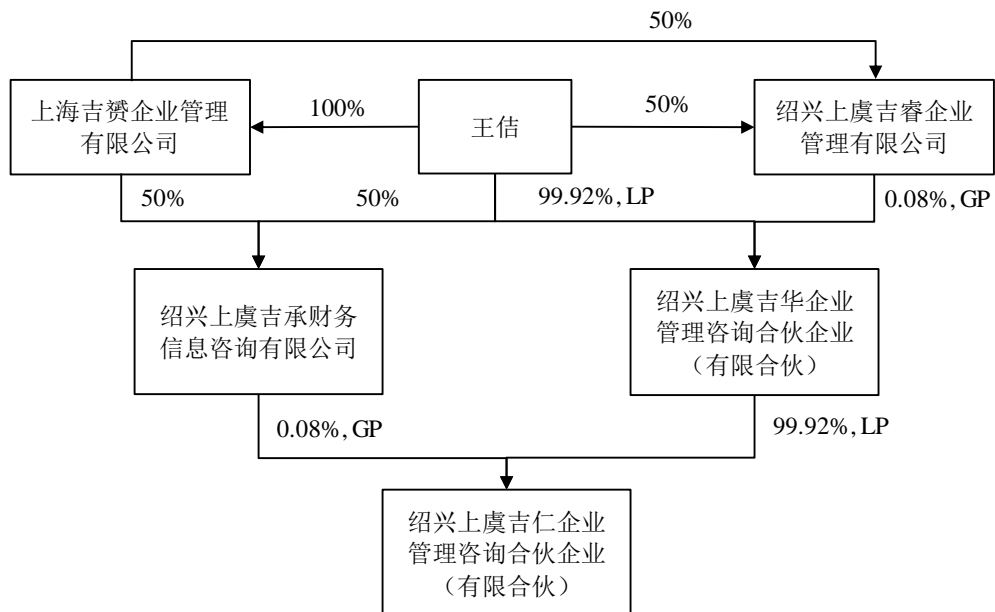 50%
上海吉赟企业管理
有限公司
100%
王佶
50%
绍兴上虞吉睿企业
管理有限公司
50%
50%
99.92%, LP
0.08%, GP
绍兴上虞吉承财务
信息咨询有限公司
绍兴上虞吉华企业
管理咨询合伙企业
（有限合伙）
0.08%, GP
99.92%, LP
绍兴上虞吉仁企业
管理咨询合伙企业
（有限合伙）